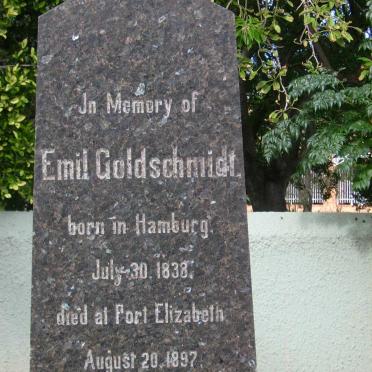 In Memory of
Emil Goldschmidt.
born in Hamburg.
July 30. 1838.
died at Port Elizabeth
August 20. 1897.